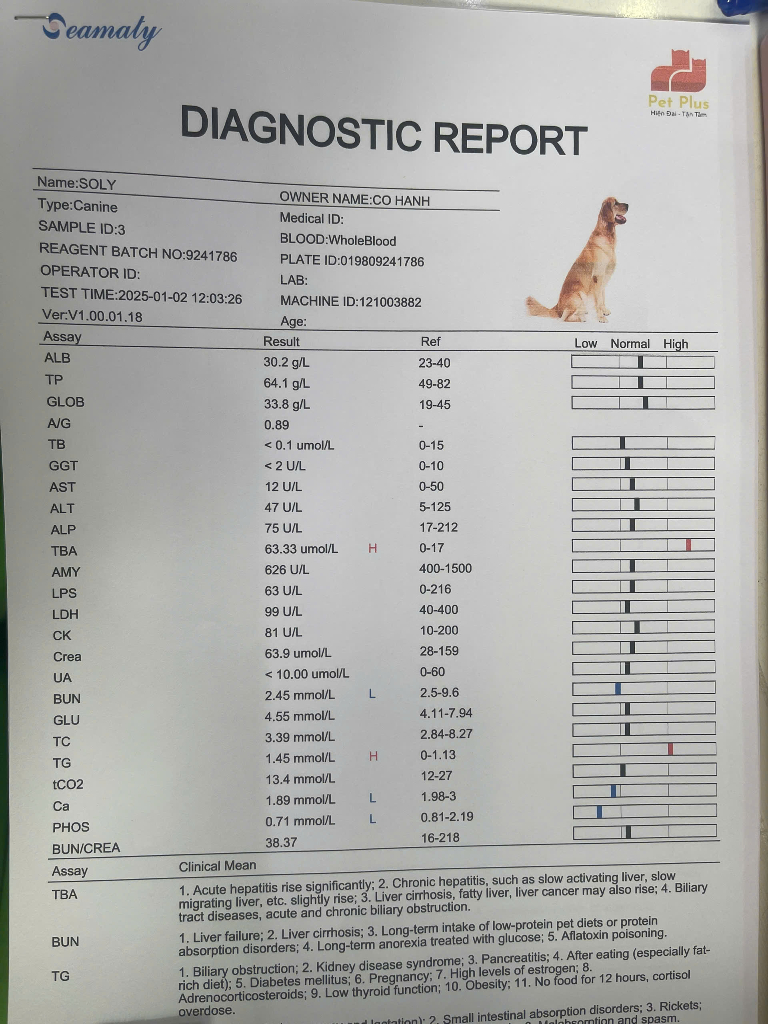 Seamaty
Pet Plus
Hiện Đại - Tận Tâm
DIAGNOSTIC REPORT
Name:SOLY
OWNER NAME:CO HANH
Type:Canine
Medical ID:
SAMPLE ID:3
BLOOD:WholeBlood
REAGENT BATCH NO:9241786
PLATE ID:019809241786
OPERATOR ID:
LAB:
TEST TIME:2025-01-02 12:03:26
MACHINE ID:121003882
Ver:V1.00.01.18
Age:
Assay Result Ref Low Normal High
ALB 30.2 g/L 23-40
TP 64.1 g/L 49-82
GLOB 33.8 g/L 19-45
A/G 0.89 -
TB < 0.1 umol/L 0-15
GGT < 2 U/L 0-10
AST 12 U/L 0-50
ALT 47 U/L 5-125
ALP 75 U/L 17-212
TBA 63.33 umol/L H 0-17
AMY 626 U/L 400-1500
LPS 63 U/L 0-216
LDH 99 U/L 40-400
CK 81 U/L 10-200
Crea 63.9 umol/L 28-159
UA < 10.00 umol/L 0-60
BUN 2.45 mmol/L L 2.5-9.6
GLU 4.55 mmol/L 4.11-7.94
TC 3.39 mmol/L 2.84-8.27
TG 1.45 mmol/L H 0-1.13
tCO2 13.4 mmol/L 12-27
Ca 1.89 mmol/L L 1.98-3
PHOS 0.71 mmol/L L 0.81-2.19
BUN/CREA 38.37 16-218
Assay Clinical Mean
TBA 1. Acute hepatitis rise significantly; 2. Chronic hepatitis, such as slow activating liver, slow
migrating liver, etc. slightly rise; 3. Liver cirrhosis, fatty liver, liver cancer may also rise; 4. Biliary
tract diseases, acute and chronic biliary obstruction.
BUN 1. Liver failure; 2. Liver cirrhosis; 3. Long-term intake of low-protein pet diets or protein
absorption disorders; 4. Long-term anorexia treated with glucose; 5. Aflatoxin poisoning.
TG 1. Biliary obstruction; 2. Kidney disease syndrome; 3. Pancreatitis; 4. After eating (especially fat-
rich diet); 5. Diabetes mellitus; 6. Pregnancy; 7. High levels of estrogen; 8.
Adrenocorticosteroids; 9. Low thyroid function; 10. Obesity; 11. No food for 12 hours, cortisol
overdose.
lactation); 2. Small intestinal absorption disorders; 3. Rickets;
Malabsorption and spasm.